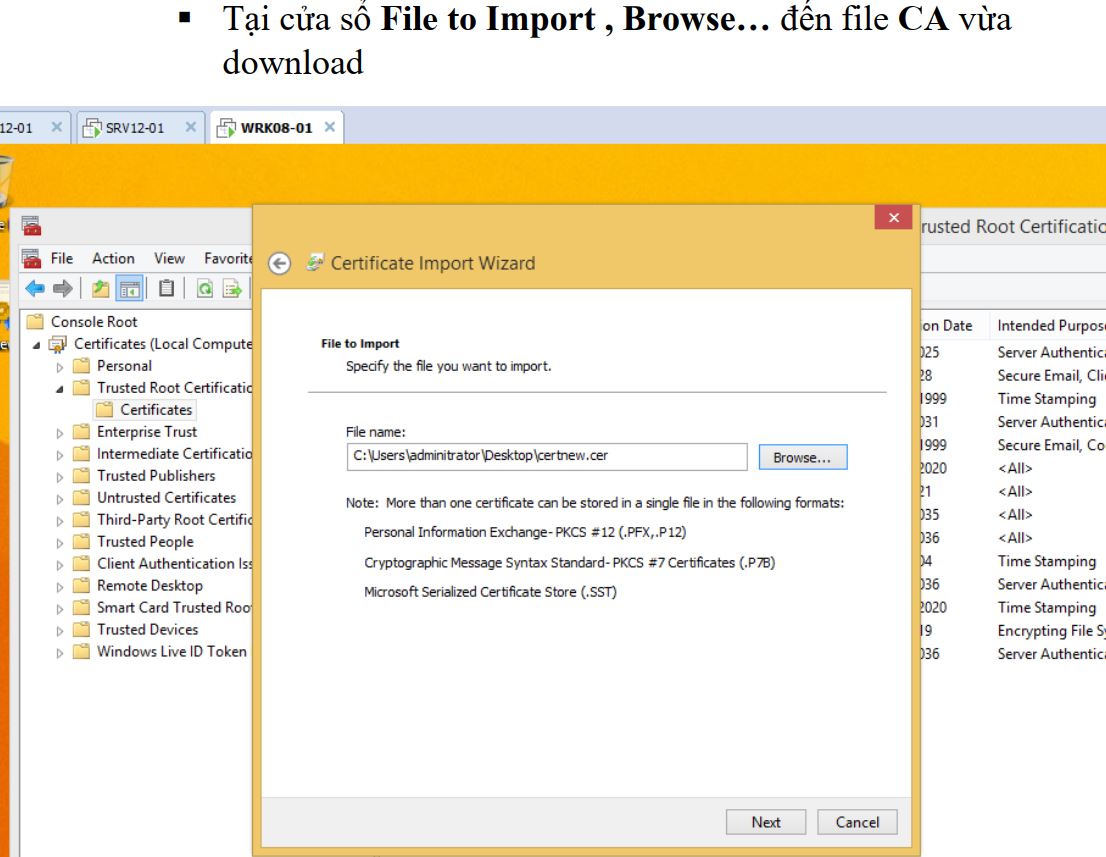 ▪ Tại cửa sổ File to Import , Browse… đến file CA vừa
download
12-01
SRV12-01
WRK08-01
rusted Root Certificatio
File Action View Favorite
Certificate Import Wizard
Console Root
Certificates (Local Compute
Personal
Trusted Root Certificatio
Certificates
Enterprise Trust
Intermediate Certificatio
Trusted Publishers
Untrusted Certificates
Third-Party Root Certific
Trusted People
Client Authentication Iss
Remote Desktop
Smart Card Trusted Roo
Trusted Devices
Windows Live ID Token
File to Import
Specify the file you want to import.
File name:
C:\Users\adminitrator\Desktop\certnew.cer
Browse...
Note: More than one certificate can be stored in a single file in the following formats:
Personal Information Exchange- PKCS #12 (.PFX,.P12)
Cryptographic Message Syntax Standard- PKCS #7 Certificates (.P7B)
Microsoft Serialized Certificate Store (.SST)
Next
Cancel
ion Date Intended Purpose
025 Server Authentica
28 Secure Email, Clie
1999 Time Stamping
031 Server Authentica
1999 Secure Email, Co
2020 <All>
21 <All>
035 <All>
036 <All>
04 Time Stamping
036 Server Authentica
2020 Time Stamping
19 Encrypting File Sy
036 Server Authentica